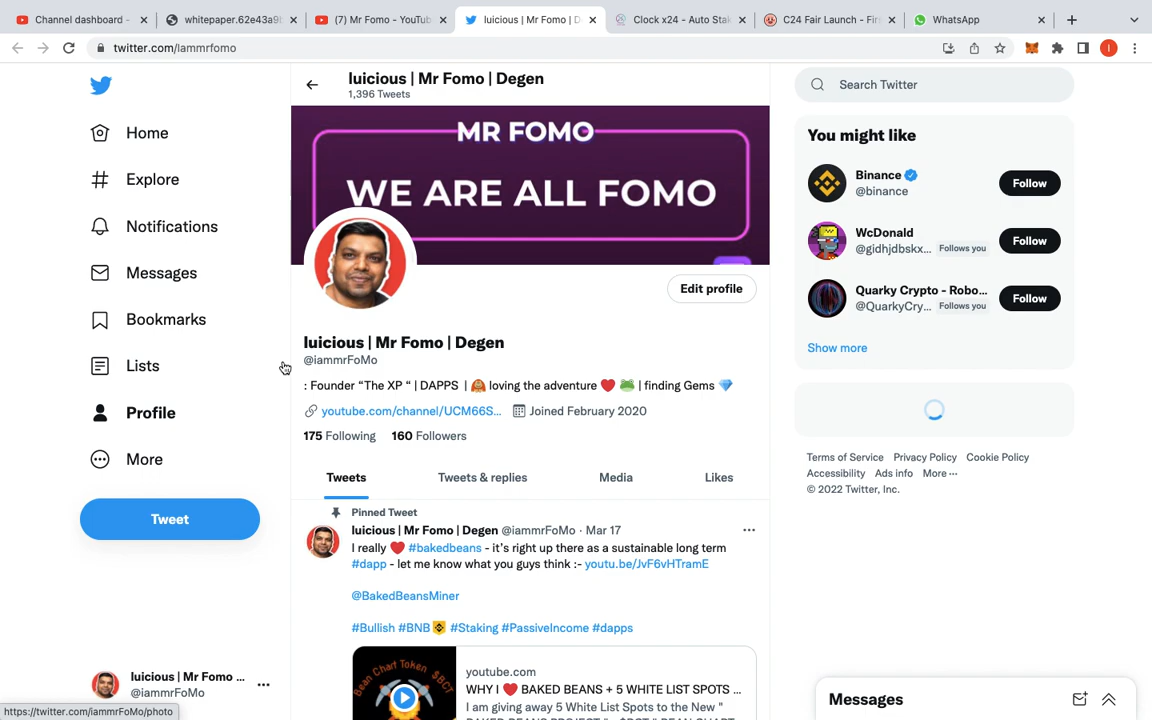 Channel dashboard -
whitepaper.62e43a9
(7) Mr Fomo - YouTub
luicious | Mr Fomo | D
Clock x24 - Auto Sta
C24 Fair Launch - Fi
WhatsApp
twitter.com/iammrfomo
I
luicious | Mr Fomo | Degen
1,396 Tweets
Search Twitter
Home
Explore
Notifications
Messages
Bookmarks
Lists
Profile
More
Tweet
luicious | Mr Fomo ...
@iammrFoMo
https://twitter.com/iammrFoMo/photo
MR FOMO
WE ARE ALL FOMO
Edit profile
luicious | Mr Fomo | Degen
@iammrFoMo
: Founder “The XP “ | DAPPS | 🙈 loving the adventure ❤️ 🐸 | finding Gems 💎
youtube.com/channel/UCM66S... Joined February 2020
175 Following 160 Followers
Tweets Tweets & replies Media Likes
Pinned Tweet
luicious | Mr Fomo | Degen @iammrFoMo · Mar 17
I really ❤️ #bakedbeans - it’s right up there as a sustainable long term
#dapp - let me know what you guys think :- youtu.be/JvF6vHTramE
@BakedBeansMiner
#Bullish #BNB #Staking #PassiveIncome #dapps
Bean Chart Token $BCT
youtube.com
WHY I ❤️ BAKED BEANS + 5 WHITE LIST SPOTS ...
I am giving away 5 White List Spots to the New "
You might like
Binance
@binance
Follow
WcDonald
@gidhjdbskx... Follows you
Follow
Quarky Crypto - Robo...
@QuarkyCry... Follows you
Follow
Show more
Terms of Service Privacy Policy Cookie Policy
Accessibility Ads info More ···
© 2022 Twitter, Inc.
Messages